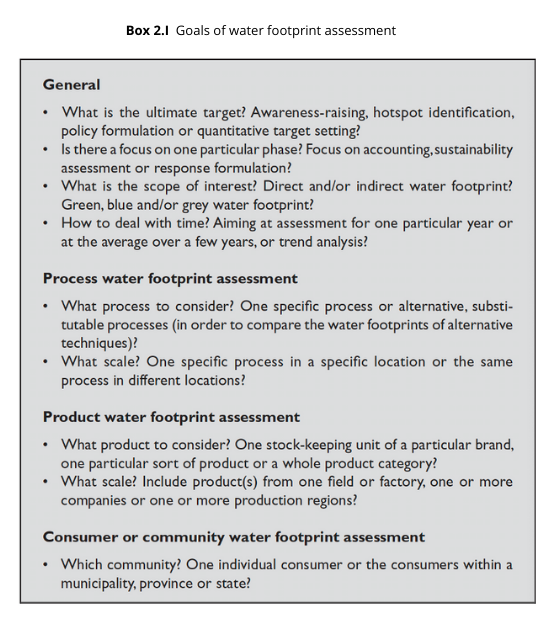 Box 2.1 Goals of water footprint assessment
General
• What is the ultimate target? Awareness-raising, hotspot identification,
policy formulation or quantitative target setting?
• Is there a focus on one particular phase? Focus on accounting, sustainability
assessment or response formulation?
• What is the scope of interest? Direct and/or indirect water footprint?
Green, blue and/or grey water footprint?
• How to deal with time? Aiming at assessment for one particular year or
at the average over a few years, or trend analysis?
Process water footprint assessment
• What process to consider? One specific process or alternative, substi-
tutable processes (in order to compare the water footprints of alternative
techniques)?
• What scale? One specific process in a specific location or the same
process in different locations?
Product water footprint assessment
• What product to consider? One stock-keeping unit of a particular brand,
one particular sort of product or a whole product category?
• What scale? Include product(s) from one field or factory, one or more
companies or one or more production regions?
Consumer or community water footprint assessment
• Which community? One individual consumer or the consumers within a
municipality, province or state?